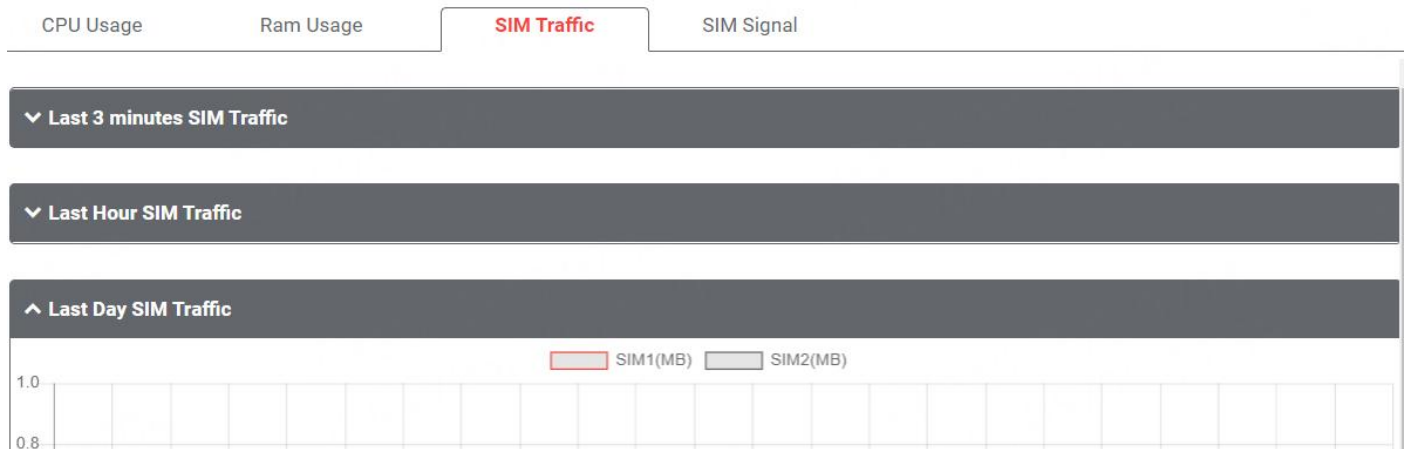 CPU Usage Ram Usage SIM Traffic SIM Signal
Last 3 minutes SIM Traffic
Last Hour SIM Traffic
Last Day SIM Traffic
SIM1(MB) SIM2(MB)
1.0
0.8